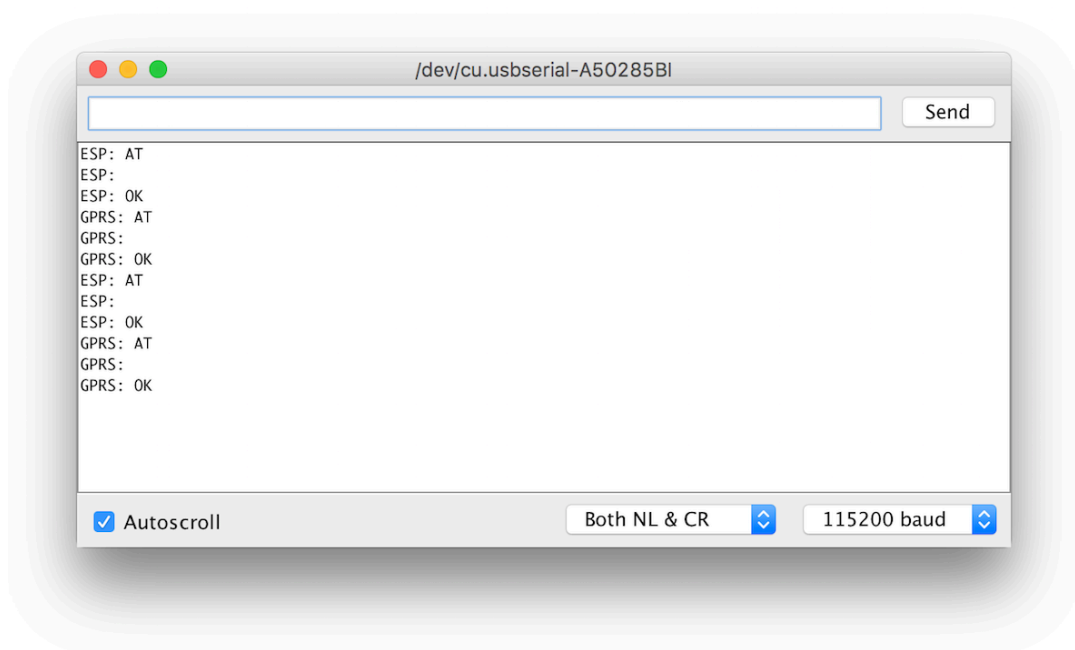 /dev/cu.usbserial-A50285BI
Send
ESP: AT
ESP:
ESP: OK
GPRS: AT
GPRS:
GPRS: OK
ESP: AT
ESP:
ESP: OK
GPRS: AT
GPRS:
GPRS: OK
Autoscroll
Both NL & CR
115200 baud